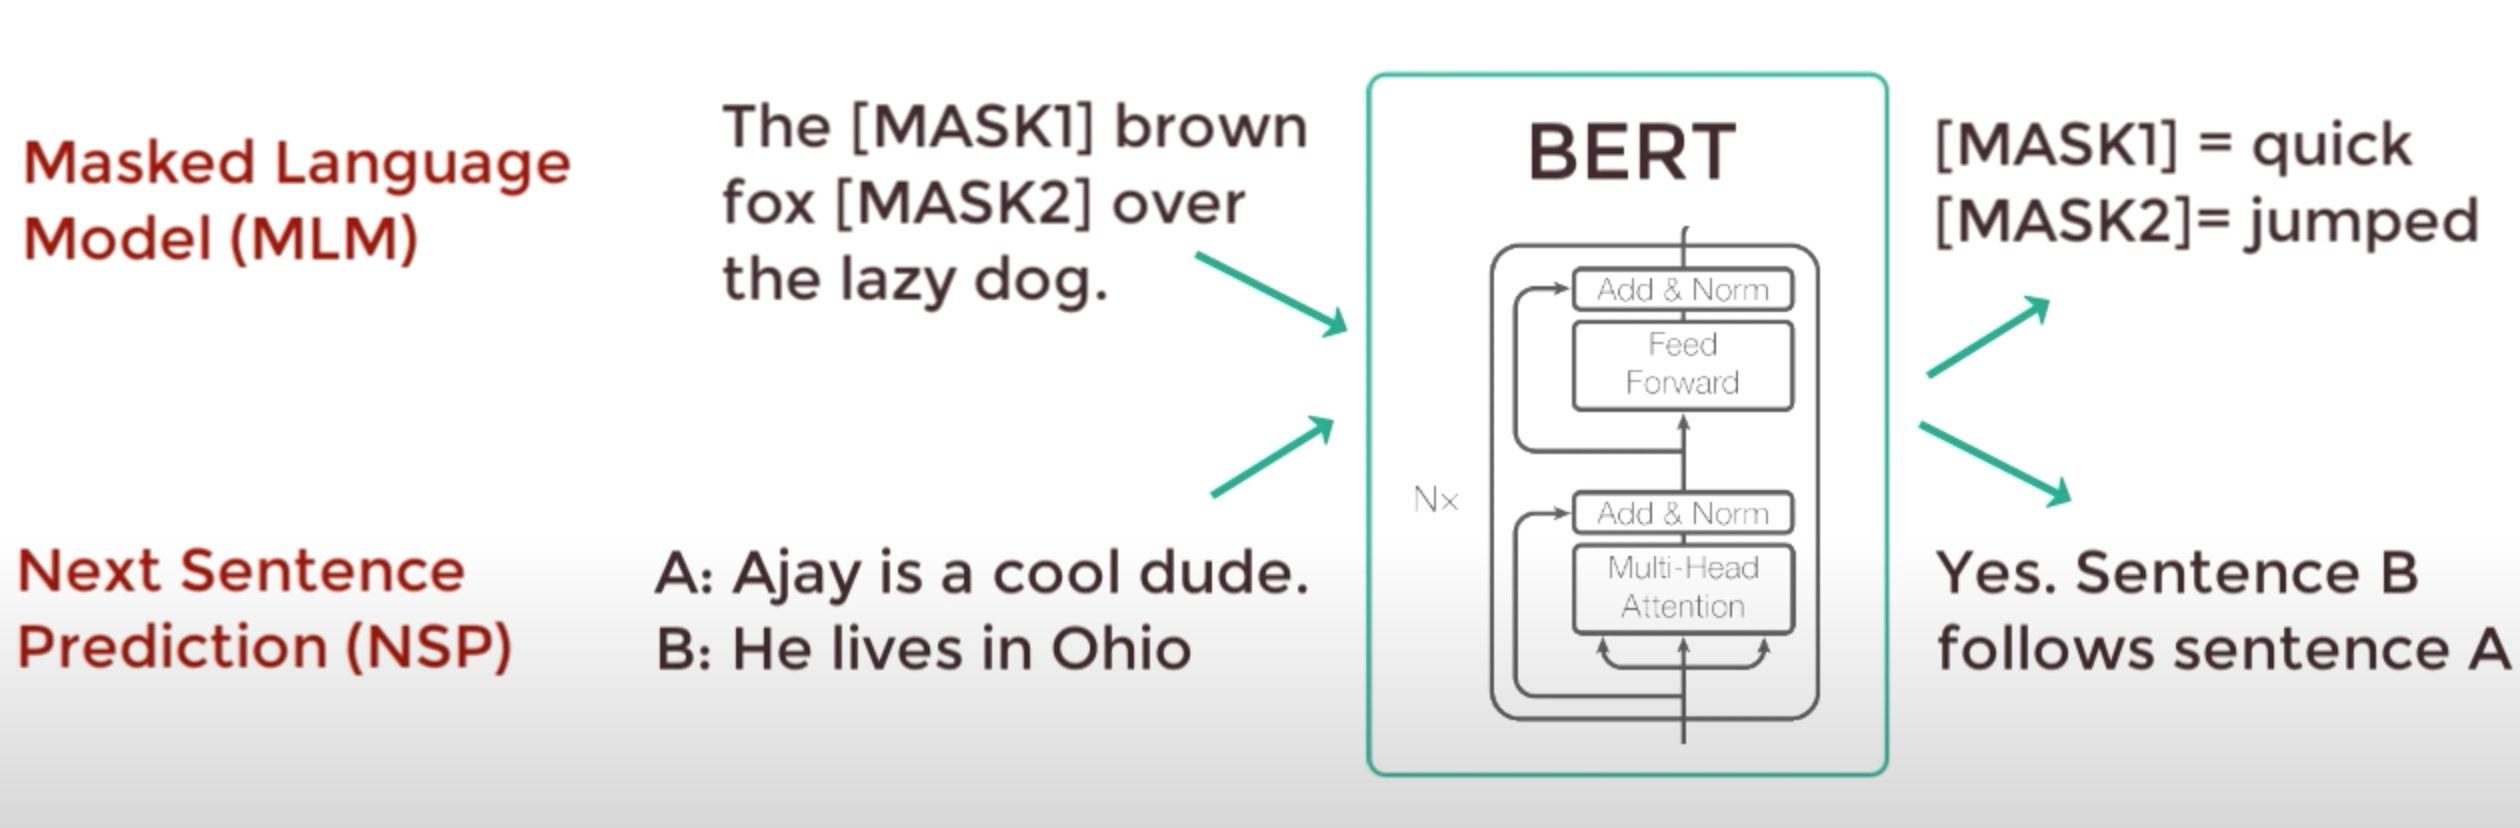 Masked Language
Model (MLM)
The [MASK1] brown
fox [MASK2] over
the lazy dog.
BERT
Add & Norm
Feed
Forward
Nx
Add & Norm
Multi-Head
Attention
[MASK1] = quick
[MASK2]= jumped
Next Sentence
Prediction (NSP)
A: Ajay is a cool dude.
B: He lives in Ohio
Yes. Sentence B
follows sentence A